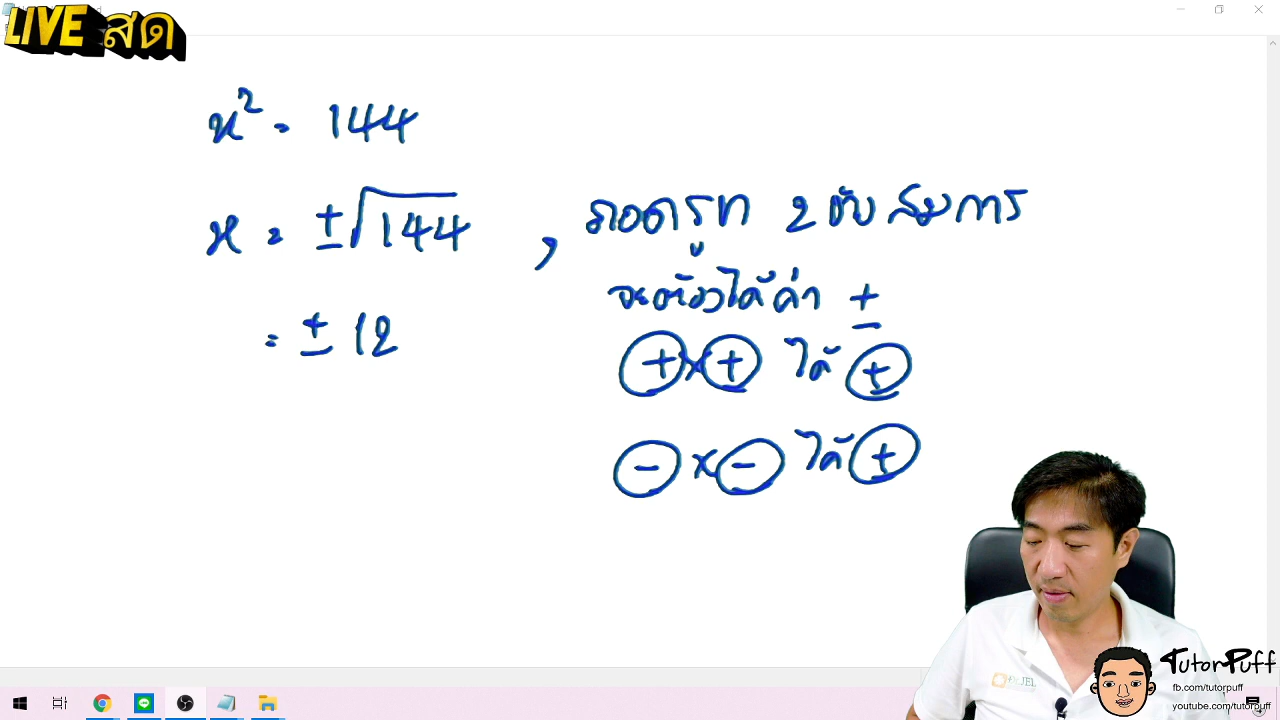 LIVE สด
x² = 144
x = ±√144 , ถอดรูท 2 ข้างสมการ
จะต้องได้ค่า ±
= ± 12
+ x + ได้ +
- x - ได้ +
TutorPuff
fb.com/tutorpuff
youtube.com/tutorpuff